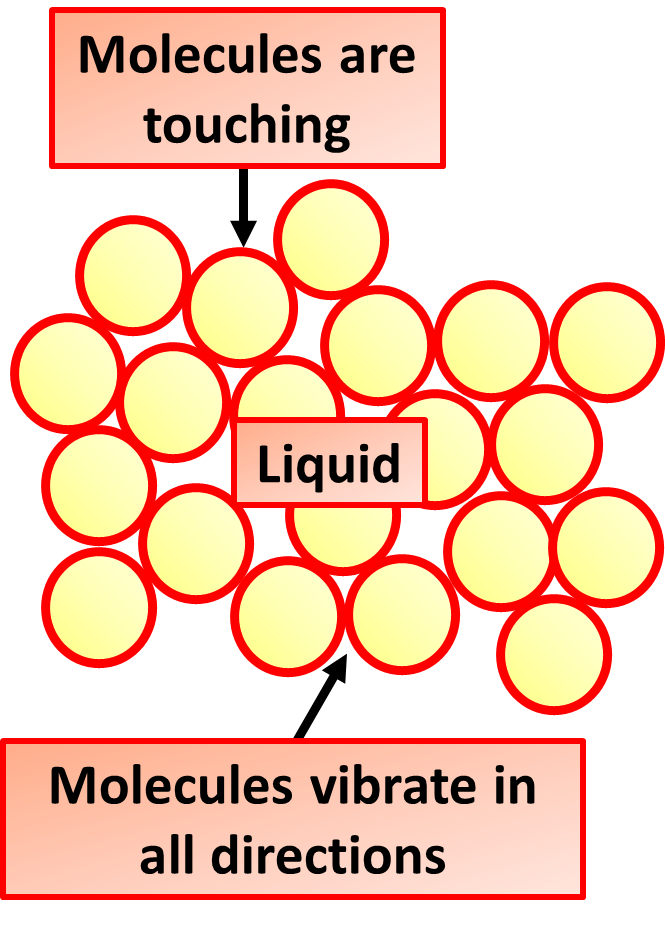 Molecules are
touching
Liquid
Molecules vibrate in
all directions